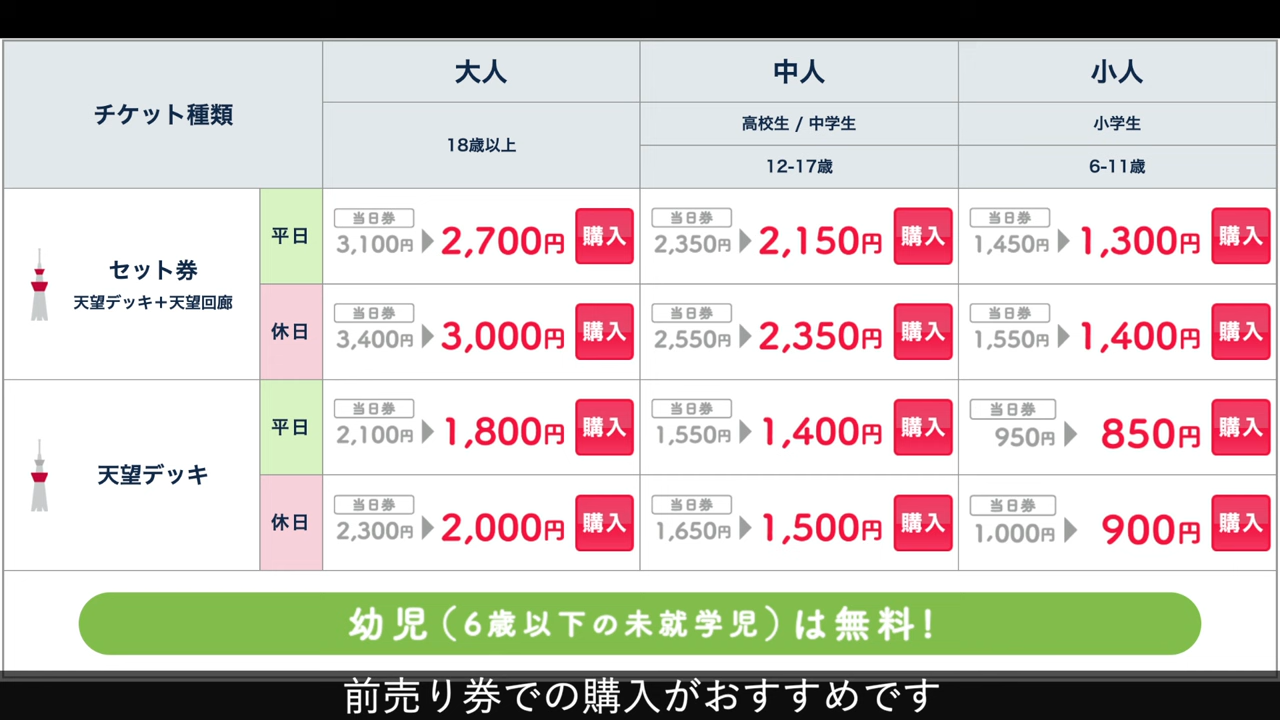 チケット種類
大人
中人
小人
18歳以上
高校生 / 中学生
小学生
12-17歳
6-11歳
セット券
天望デッキ+天望回廊
平日
当日券
3,100円
2,700円
購入
当日券
2,350円
2,150円
購入
当日券
1,450円
1,300円
購入
休日
当日券
3,400円
3,000円
購入
当日券
2,550円
2,350円
購入
当日券
1,550円
1,400円
購入
天望デッキ
平日
当日券
2,100円
1,800円
購入
当日券
1,550円
1,400円
購入
当日券
950円
850円
購入
休日
当日券
2,300円
2,000円
購入
当日券
1,650円
1,500円
購入
当日券
1,000円
900円
購入
幼児(6歳以下の未就学児)は無料!
前売り券での購入がおすすめです